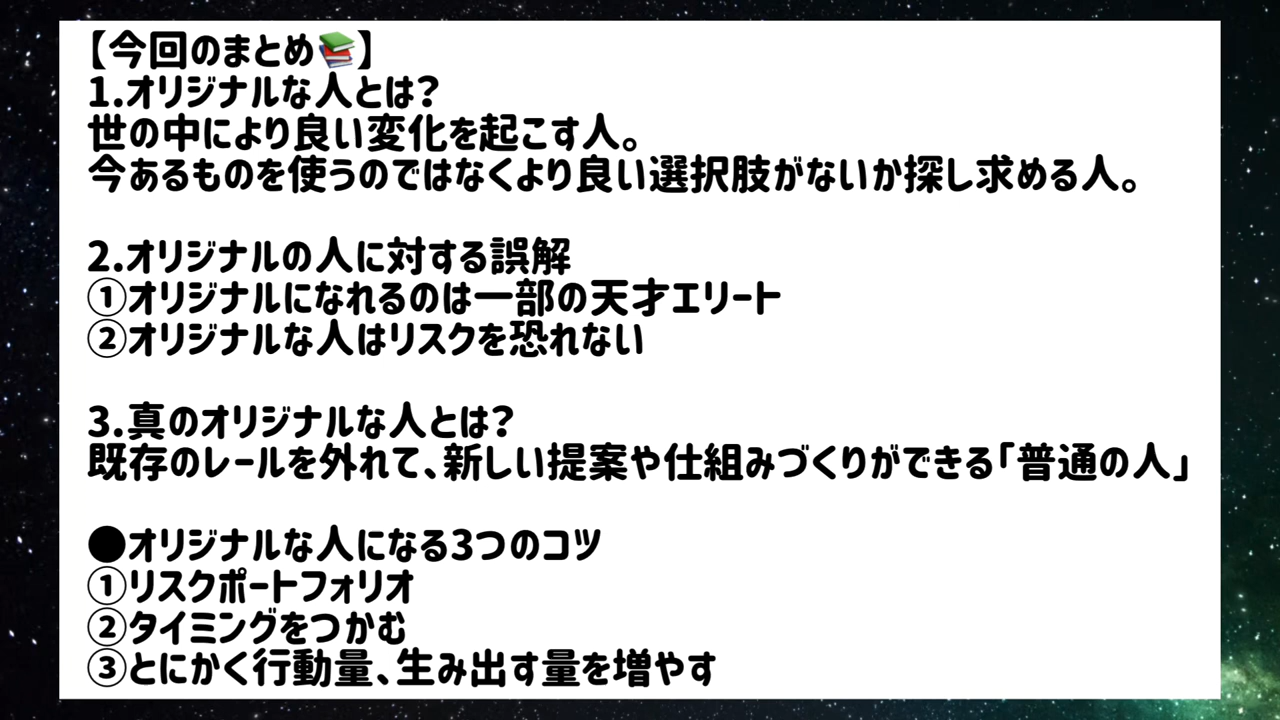 【今回のまとめ📚】
1.オリジナルな人とは?
世の中により良い変化を起こす人。
今あるものを使うのではなくより良い選択肢がないか探し求める人。
2.オリジナルの人に対する誤解
①オリジナルになれるのは一部の天才エリート
②オリジナルな人はリスクを恐れない
3.真のオリジナルな人とは?
既存のレールを外れて、新しい提案や仕組みづくりができる「普通の人」
●オリジナルな人になる3つのコツ
①リスクポートフォリオ
②タイミングをつかむ
③とにかく行動量、生み出す量を増やす